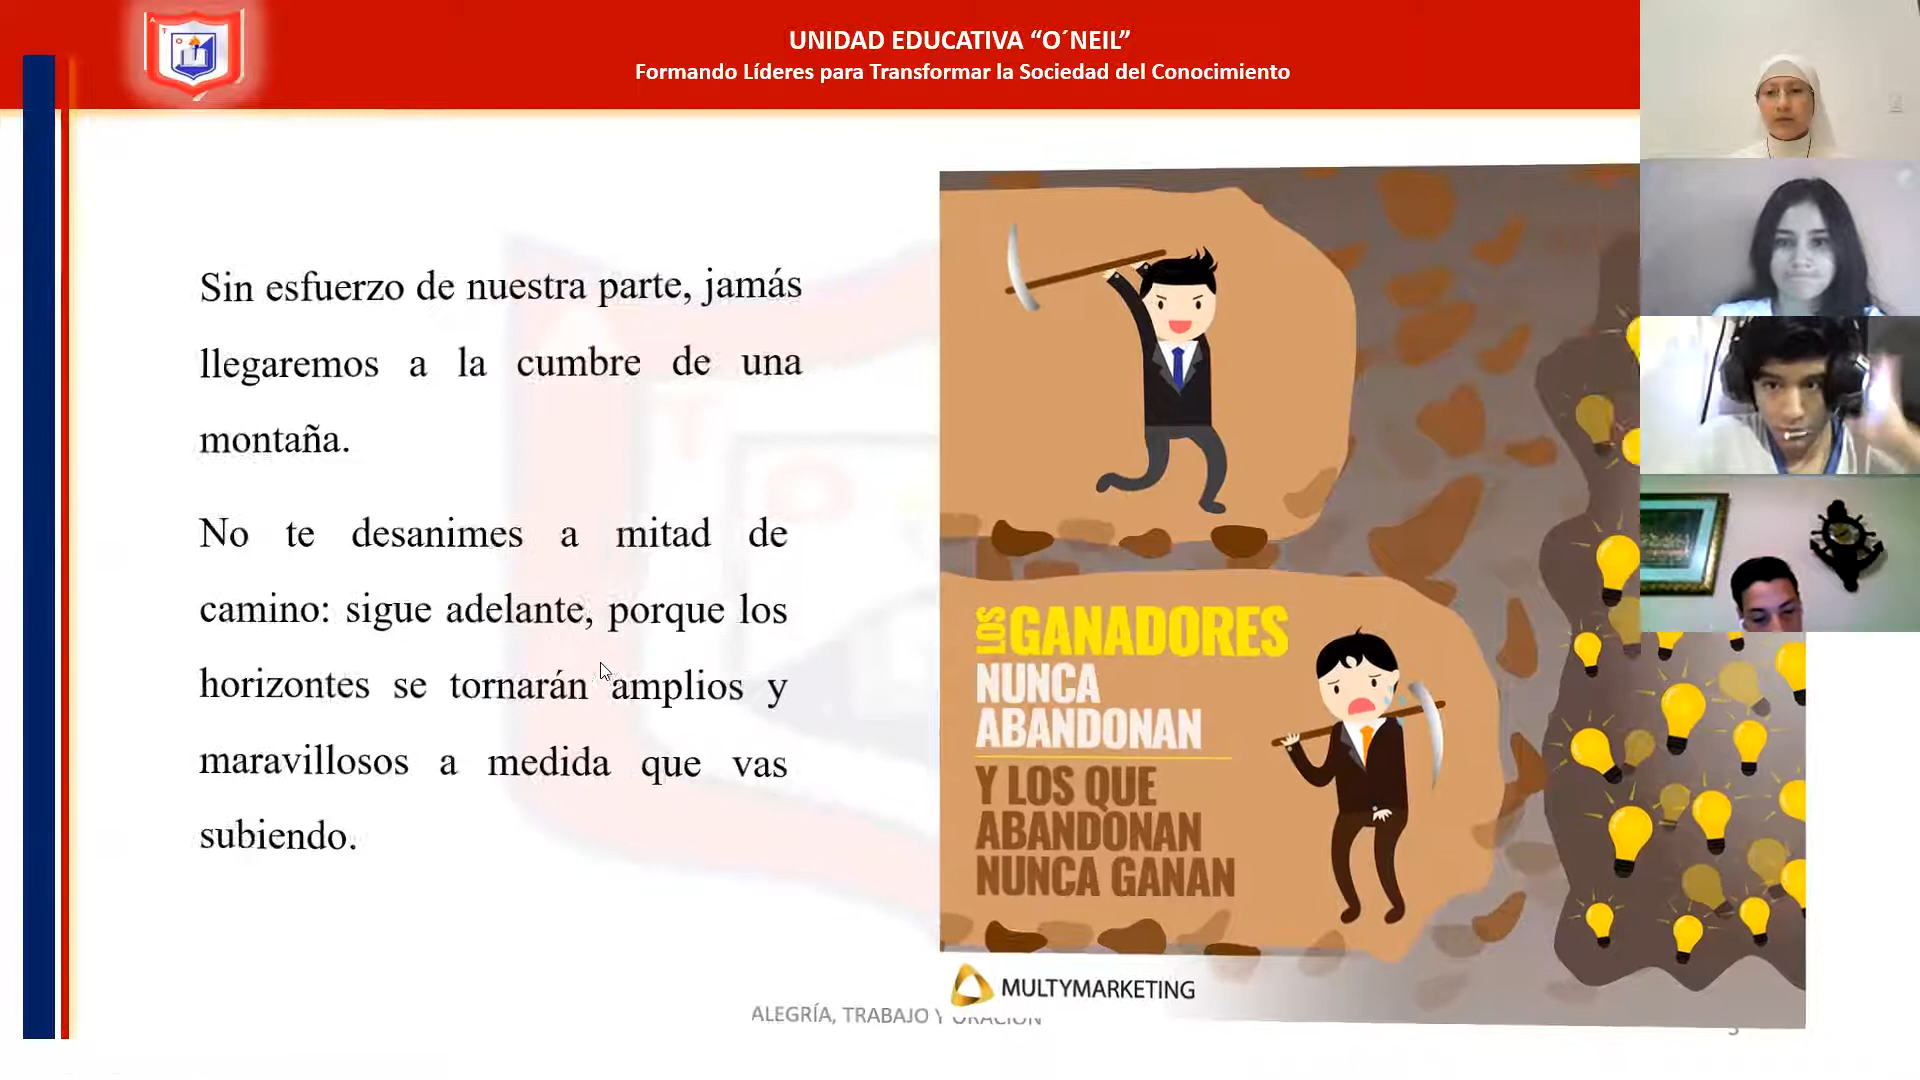 UNIDAD EDUCATIVA “O´NEIL”
Formando Líderes para Transformar la Sociedad del Conocimiento
Sin esfuerzo de nuestra parte, jamás
llegaremos a la cumbre de una
montaña.
No te desanimes a mitad de
camino: sigue adelante, porque los
horizontes se tornarán amplios y
maravillosos a medida que vas
subiendo.
LOS GANADORES
NUNCA
ABANDONAN
Y LOS QUE
ABANDONAN
NUNCA GANAN
MULTYMARKETING
ALEGRÍA, TRABAJO Y ORACIÓN